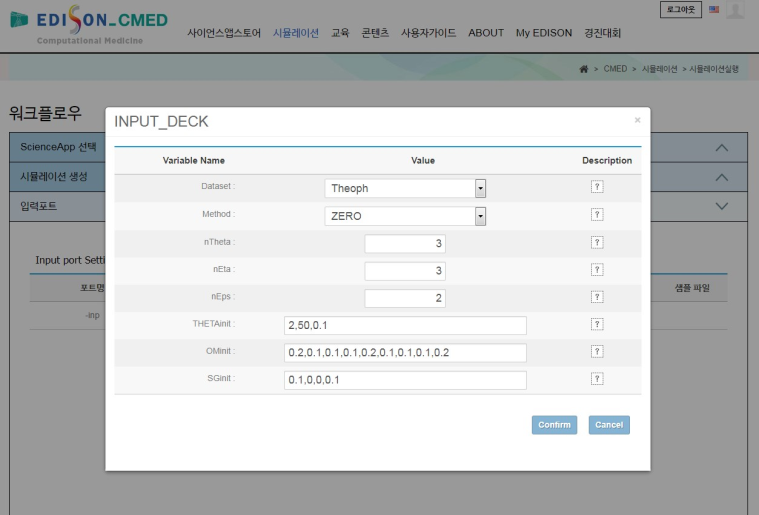 로그아웃
EDISON_CMED
Computational Medicine
사이언스앱스토어 시뮬레이션 교육 콘텐츠 사용자가이드 ABOUT My EDISON 경진대회
> CMED > 시뮬레이션 > 시뮬레이션실행
워크플로우
INPUT_DECK ×
ScienceApp 선택
시뮬레이션 생성
입력포트
Variable Name Value Description
Dataset : Theoph ?
Method : ZERO ?
nTheta : 3 ?
nEta : 3 ?
nEps : 2 ?
THETAinit : 2,50,0.1 ?
OMinit : 0.2,0.1,0.1,0.1,0.2,0.1,0.1,0.1,0.2 ?
SGinit : 0.1,0,0,0.1 ?
Input port Setti
포트명 샘플 파일
-inp
Confirm Cancel